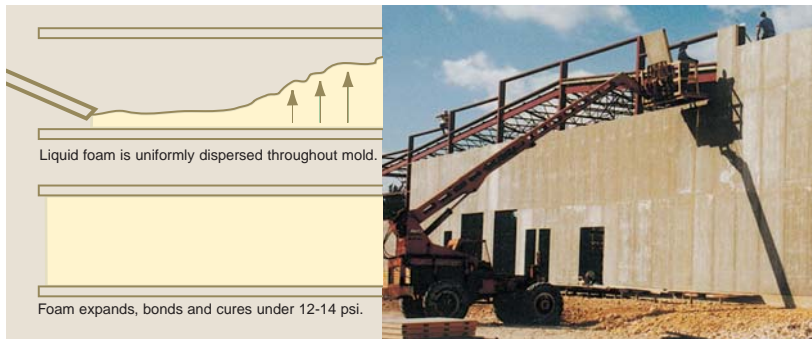 Liquid foam is uniformly dispersed throughout mold.
Foam expands, bonds and cures under 12-14 psi.